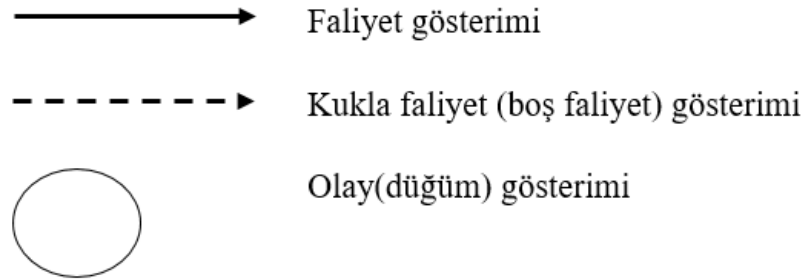 Faliyet gösterimi
Kukla faliyet (boş faliyet) gösterimi
Olay(düğüm) gösterimi